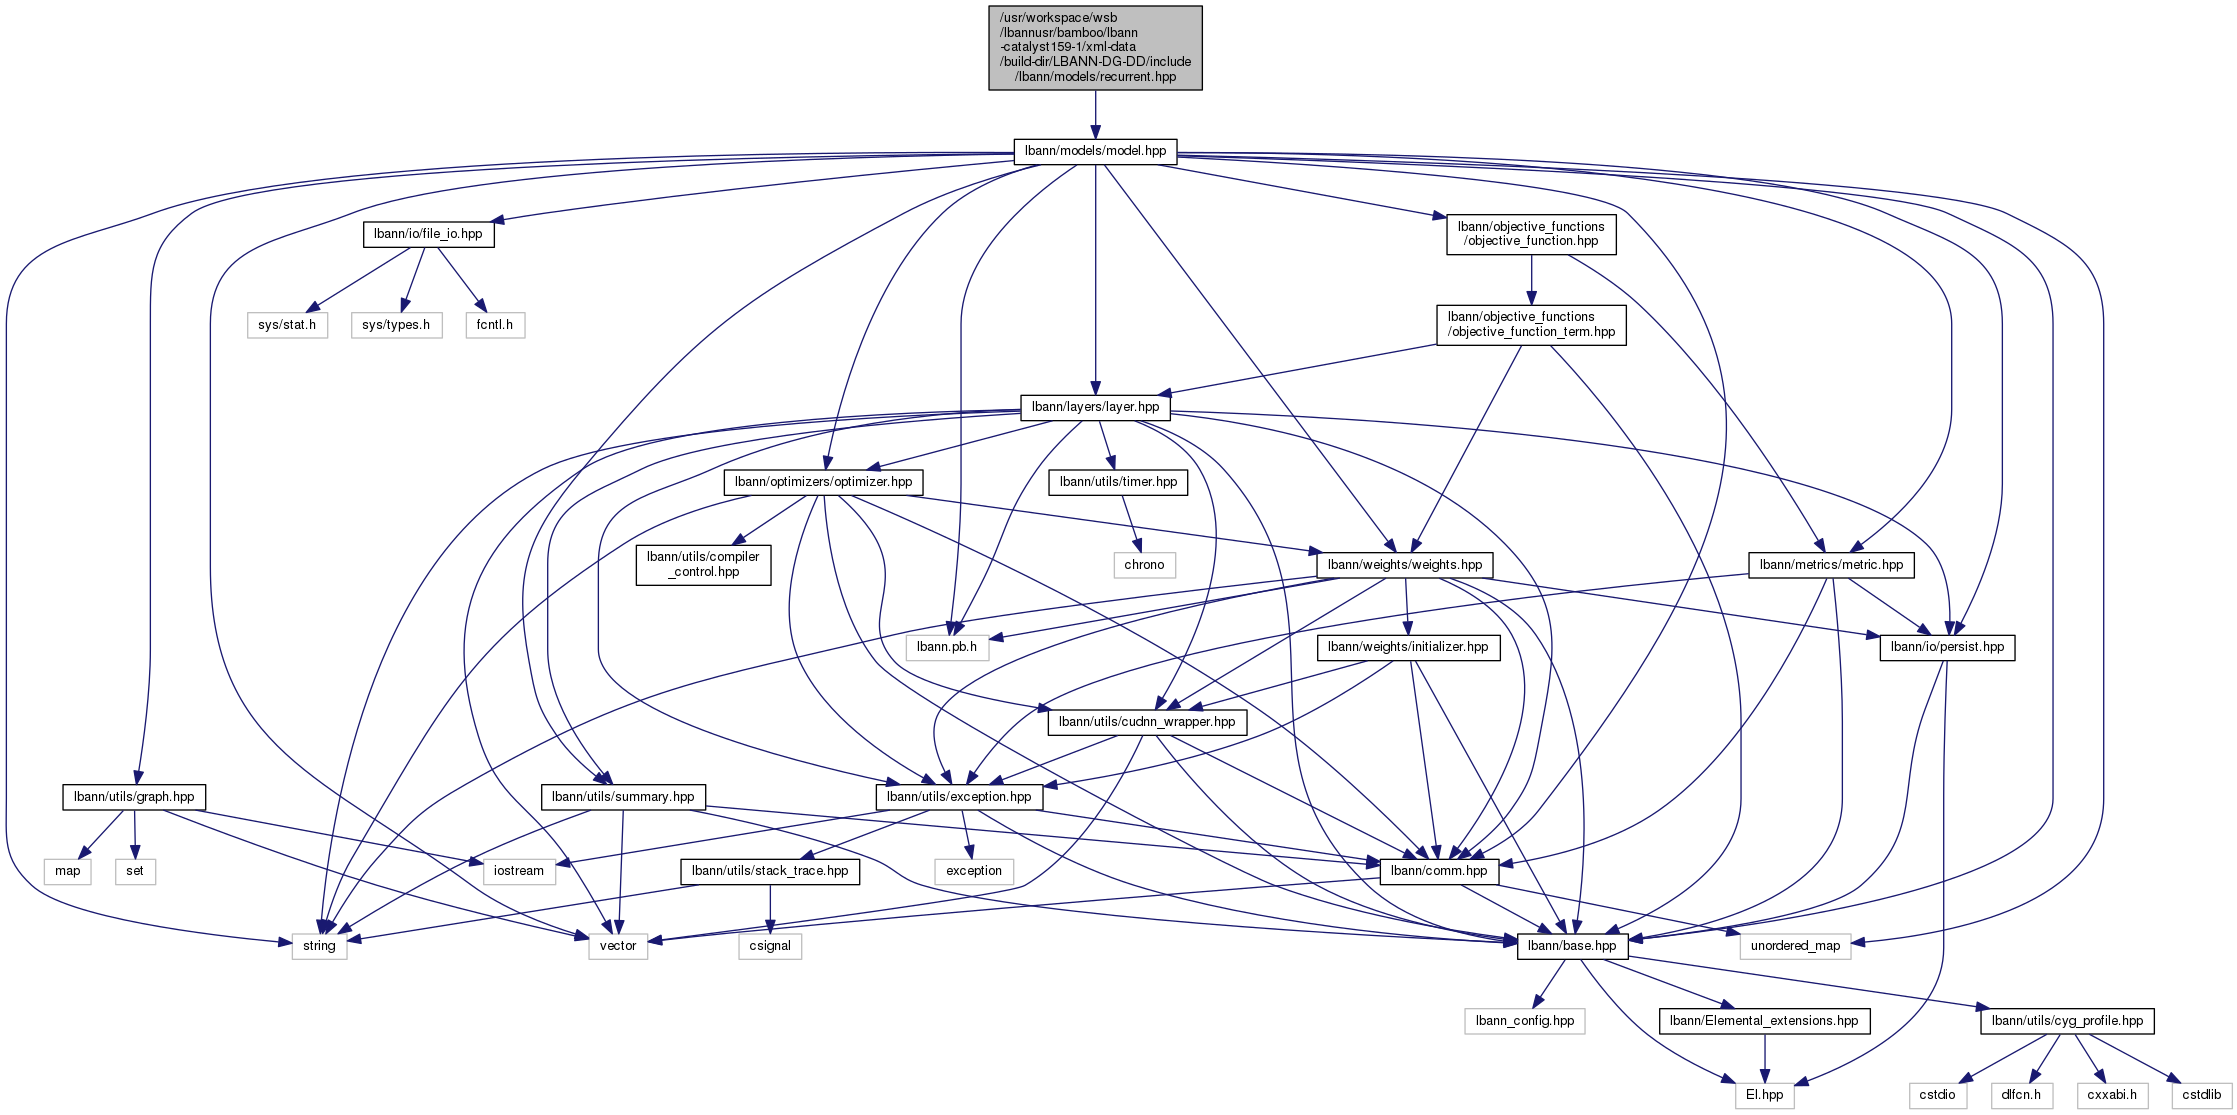 /usr/workspace/wsb
/lbannusr/bamboo/lbann
-catalyst159-1/xml-data
/build-dir/LBANN-DG-DD/include
/lbann/models/recurrent.hpp
lbann/models/model.hpp
lbann/io/file_io.hpp
lbann/objective_functions
/objective_function.hpp
sys/stat.h
sys/types.h
fcntl.h
lbann/objective_functions
/objective_function_term.hpp
lbann/layers/layer.hpp
lbann/optimizers/optimizer.hpp
lbann/utils/timer.hpp
lbann/utils/compiler
_control.hpp
chrono
lbann/weights/weights.hpp
lbann/metrics/metric.hpp
lbann.pb.h
lbann/weights/initializer.hpp
lbann/io/persist.hpp
lbann/utils/cudnn_wrapper.hpp
lbann/utils/graph.hpp
lbann/utils/summary.hpp
lbann/utils/exception.hpp
map
set
iostream
lbann/utils/stack_trace.hpp
exception
lbann/comm.hpp
string
vector
csignal
lbann/base.hpp
unordered_map
lbann_config.hpp
lbann/Elemental_extensions.hpp
lbann/utils/cyg_profile.hpp
El.hpp
cstdio
dlfcn.h
cxxabi.h
cstdlib